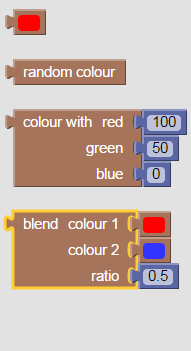 random colour
colour with red 100
green 50
blue 0
blend colour 1
colour 2
ratio 0.5